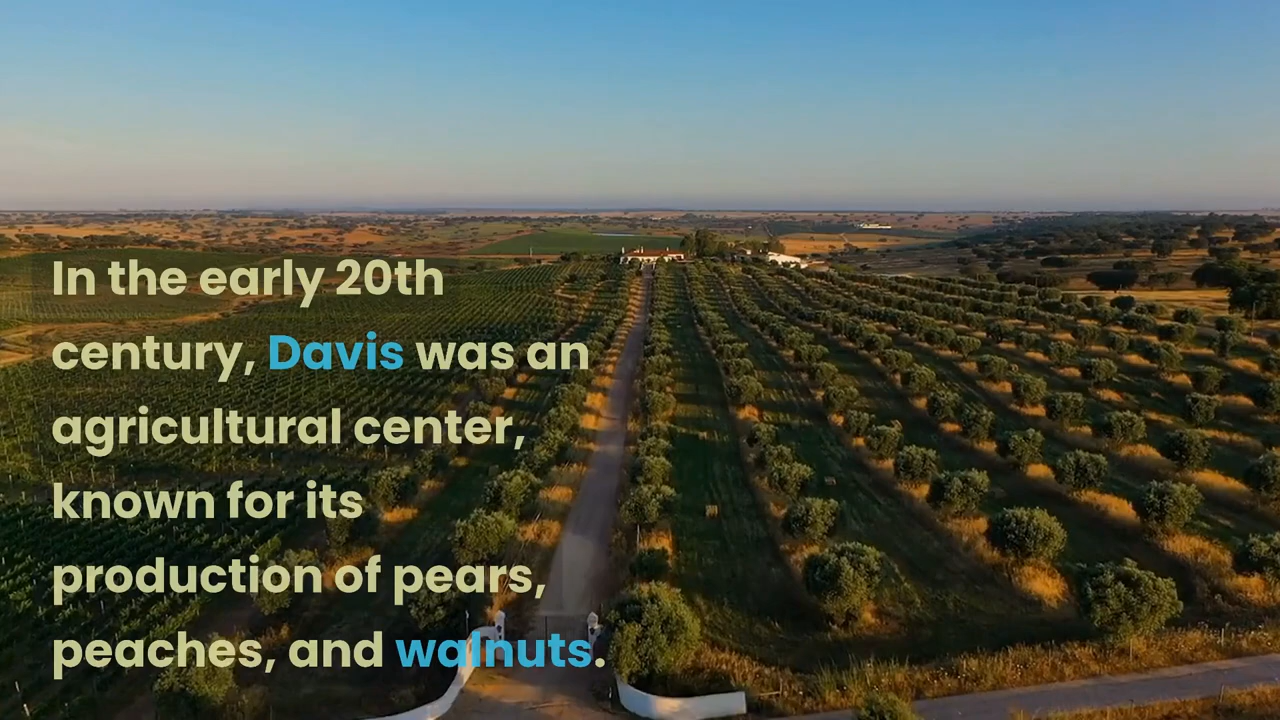 In the early 20th
century, Davis was an
agricultural center,
known for its
production of pears,
peaches, and walnuts.